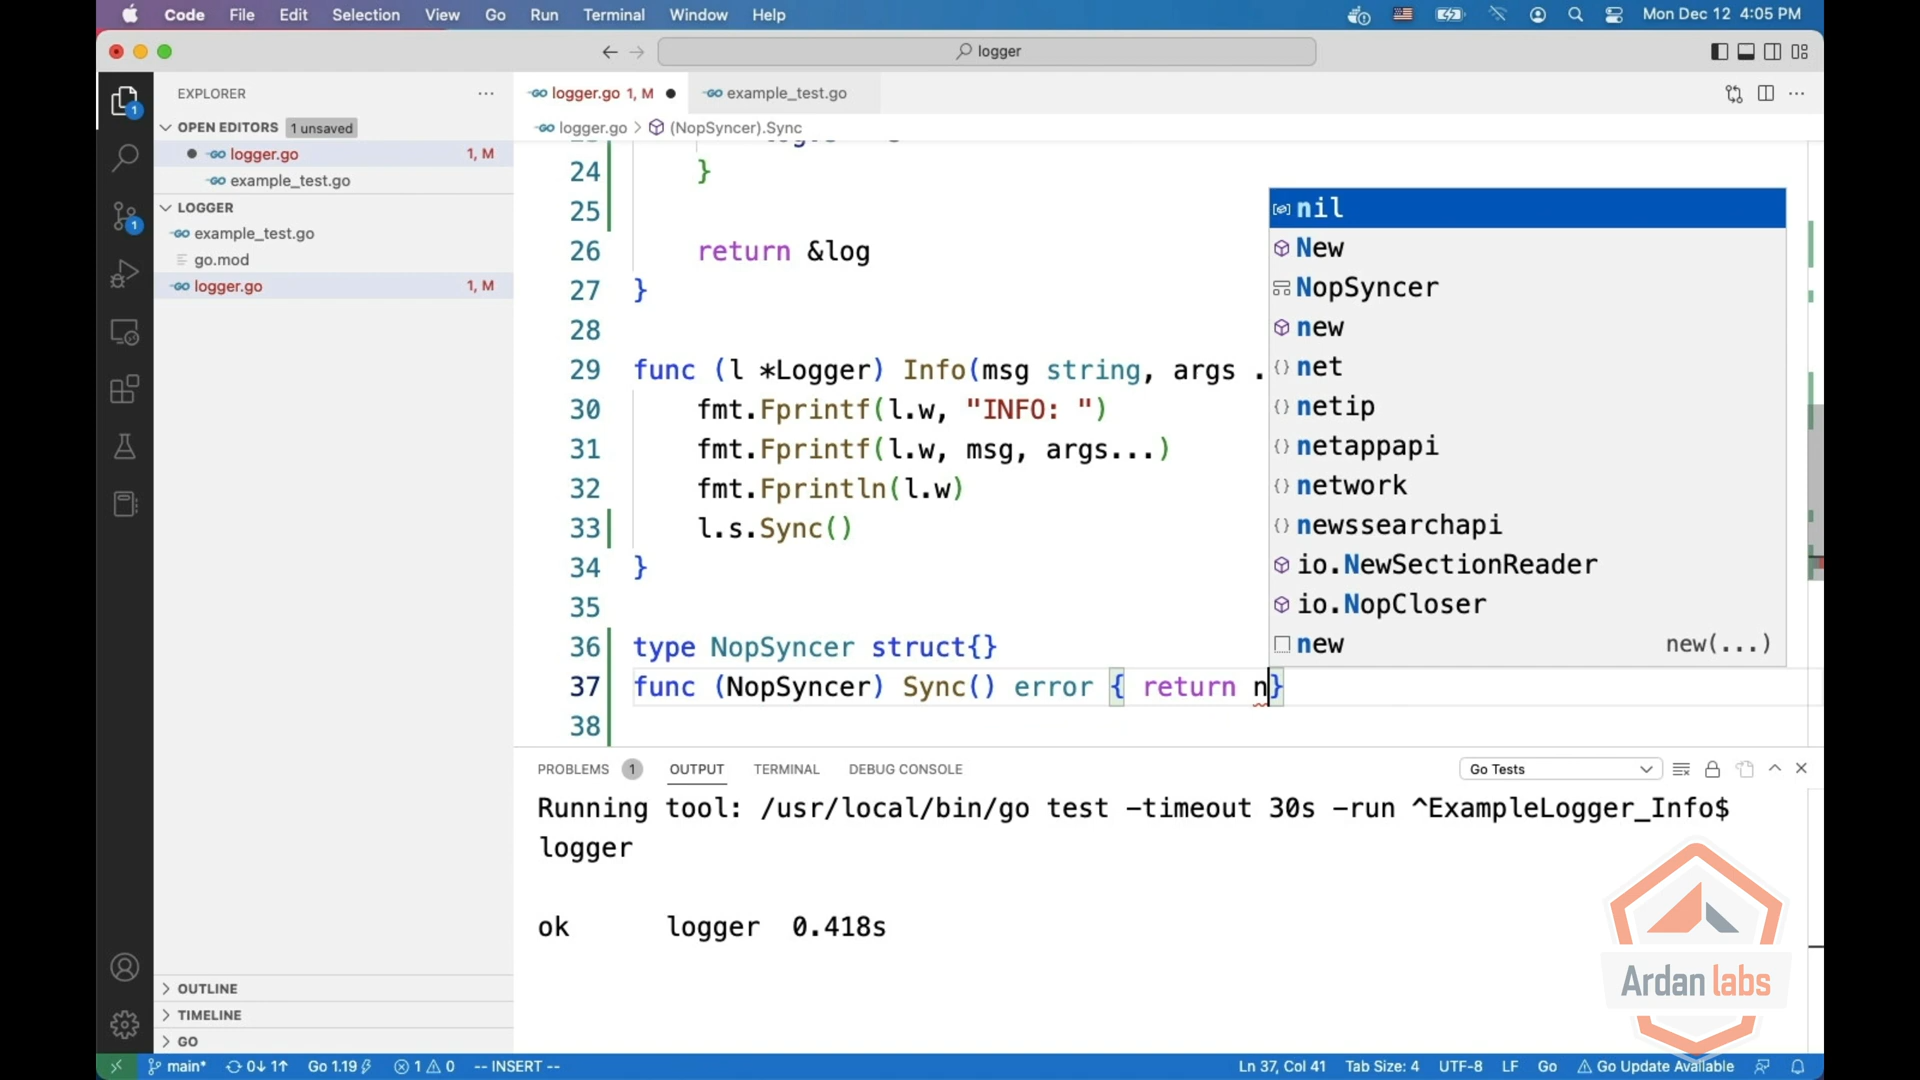 Code File Edit Selection View Go Run Terminal Window Help Mon Dec 12 4:05 PM
logger
EXPLORER
OPEN EDITORS 1 unsaved
logger.go 1, M
example_test.go
LOGGER
example_test.go
go.mod
logger.go 1, M
OUTLINE
TIMELINE
GO
logger.go 1, M example_test.go
logger.go > (NopSyncer).Sync
24 }
25
26 return &log
27 }
28
29 func (l *Logger) Info(msg string, args .
30 fmt.Fprintf(l.w, "INFO: ")
31 fmt.Fprintf(l.w, msg, args...)
32 fmt.Fprintln(l.w)
33 l.s.Sync()
34 }
35
36 type NopSyncer struct{}
37 func (NopSyncer) Sync() error { return n}
38
nil
New
NopSyncer
new
net
netip
netappapi
network
newssearchapi
io.NewSectionReader
io.NopCloser
new new(...)
PROBLEMS 1 OUTPUT TERMINAL DEBUG CONSOLE Go Tests
Running tool: /usr/local/bin/go test -timeout 30s -run ^ExampleLogger_Info$
logger
ok logger 0.418s
Ardan labs
main* 0↓ 1↑ Go 1.19 1 0 -- INSERT -- Ln 37, Col 41 Tab Size: 4 UTF-8 LF Go Go Update Available